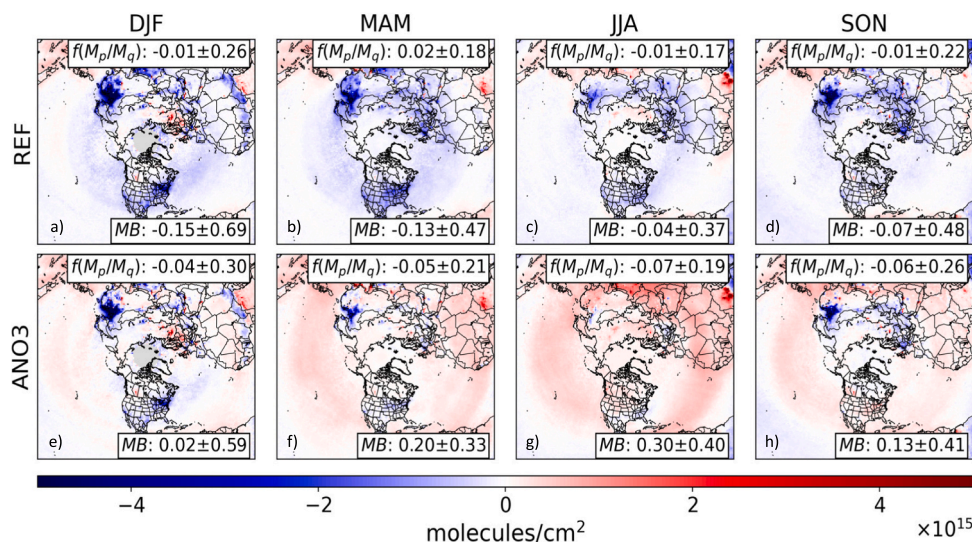 DJF MAM JJA SON
REF
f(Mp/Mq): -0.01±0.26 f(Mp/Mq): 0.02±0.18 f(Mp/Mq): -0.01±0.17 f(Mp/Mq): -0.01±0.22
a) MB: -0.15±0.69 b) MB: -0.13±0.47 c) MB: -0.04±0.37 d) MB: -0.07±0.48
ANO3
f(Mp/Mq): -0.04±0.30 f(Mp/Mq): -0.05±0.21 f(Mp/Mq): -0.07±0.19 f(Mp/Mq): -0.06±0.26
e) MB: 0.02±0.59 f) MB: 0.20±0.33 g) MB: 0.30±0.40 h) MB: 0.13±0.41
−4 −2 0 2 4
molecules/cm² ×10¹⁵